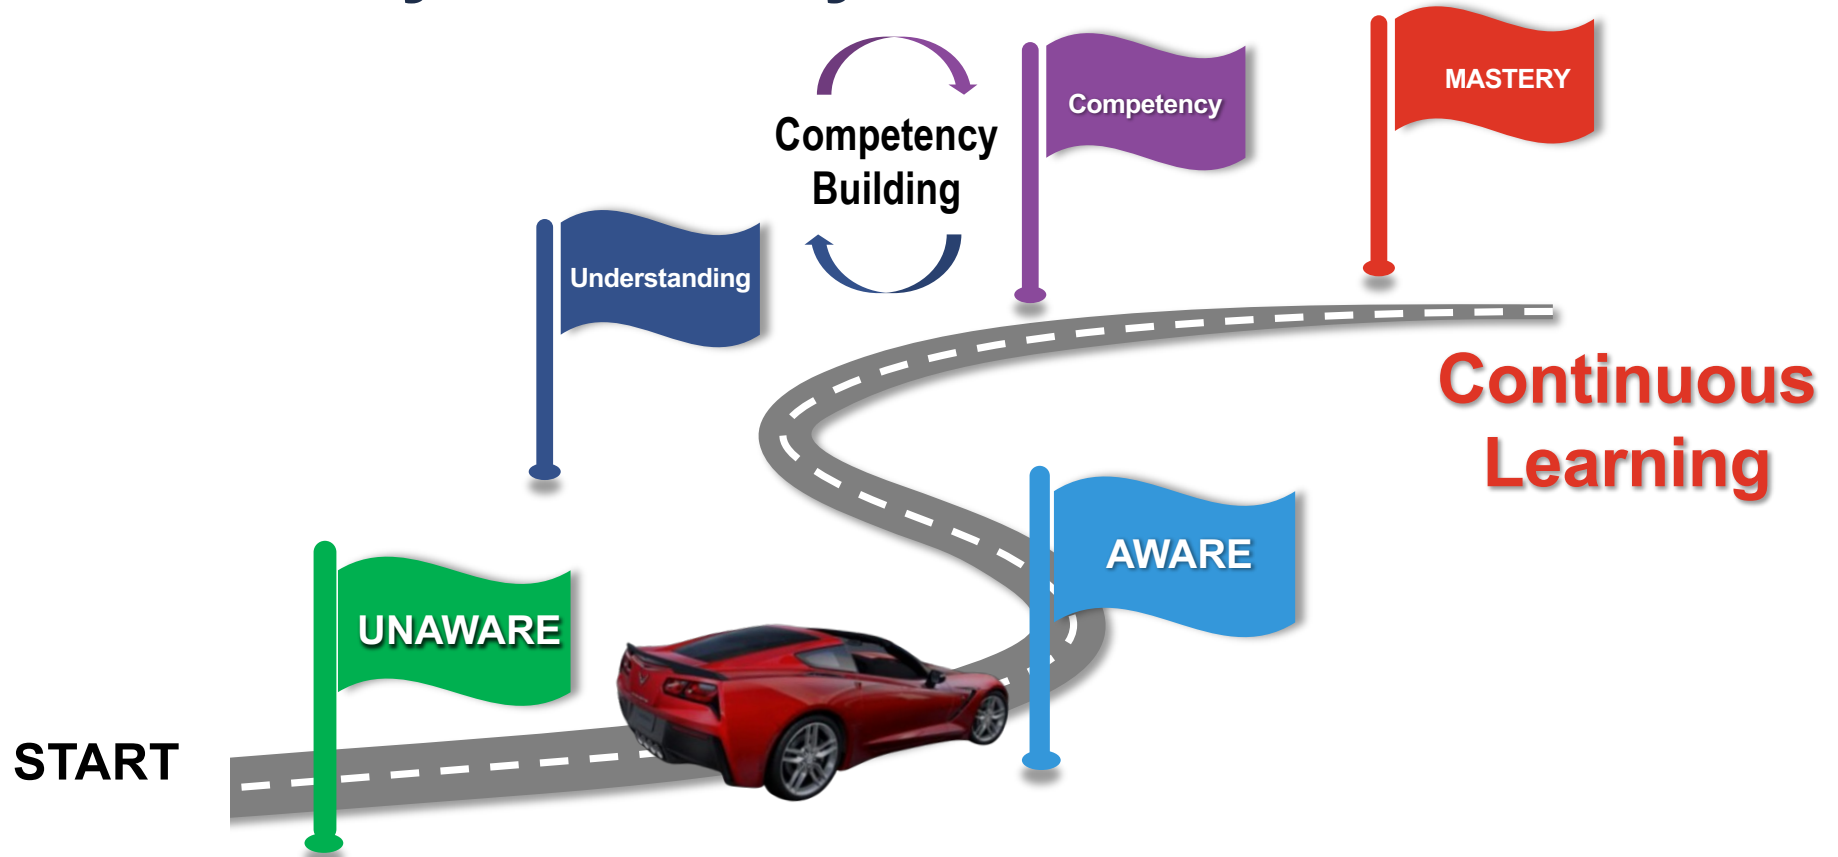 Competency
MASTERY
Competency
Building
Understanding
Continuous
Learning
AWARE
UNAWARE
START